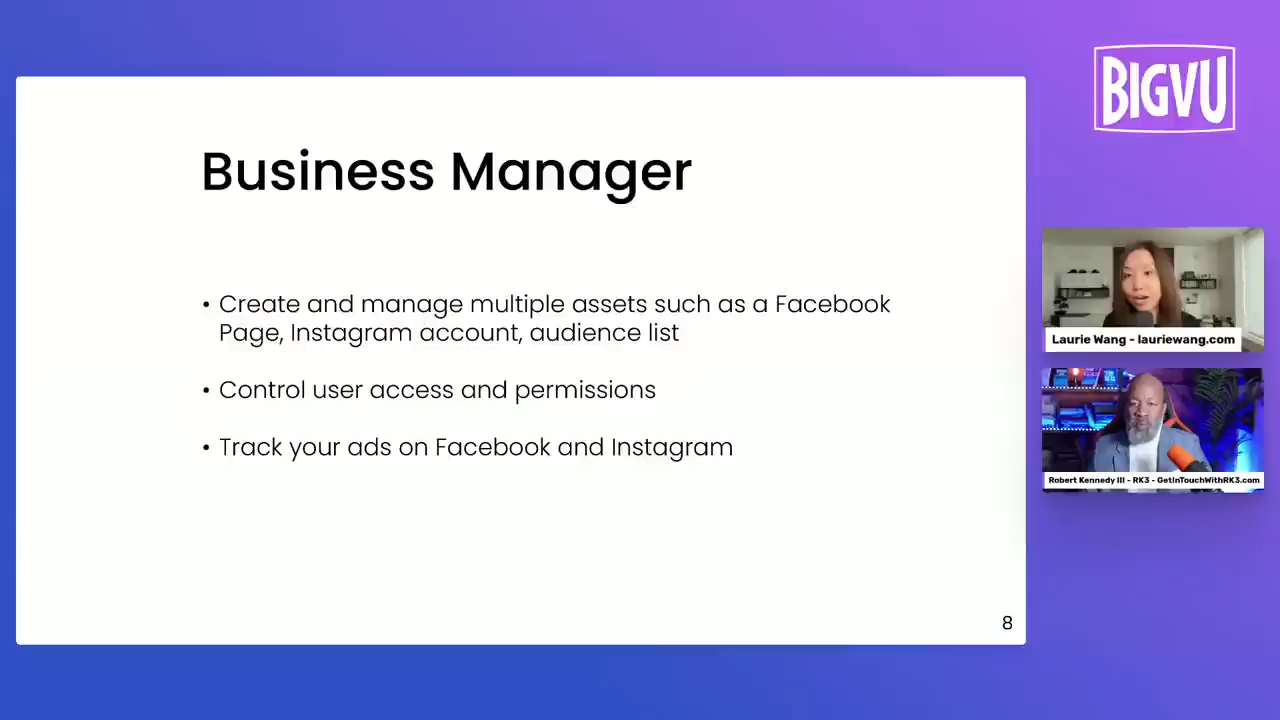 BIGVU
Business Manager
• Create and manage multiple assets such as a Facebook
Page, Instagram account, audience list
• Control user access and permissions
• Track your ads on Facebook and Instagram
8
Laurie Wang - lauriewang.com
Robert Kennedy III - RK3 - GetInTouchWithRK3.com